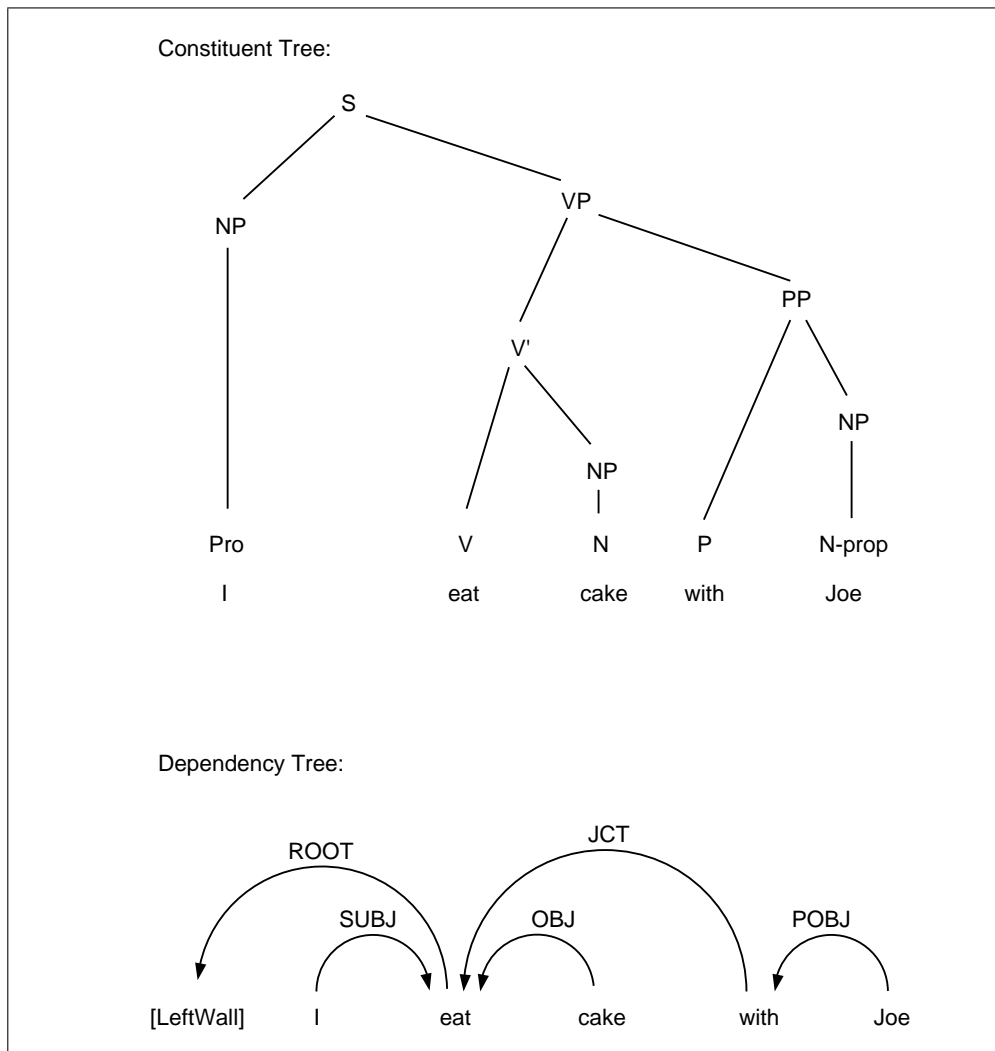 Constituent Tree:
S
VP
NP
PP
V'
NP
NP
Pro V N P N-prop
I eat cake with Joe
Dependency Tree:
JCT
ROOT
SUBJ OBJ POBJ
[LeftWall] I eat cake with Joe